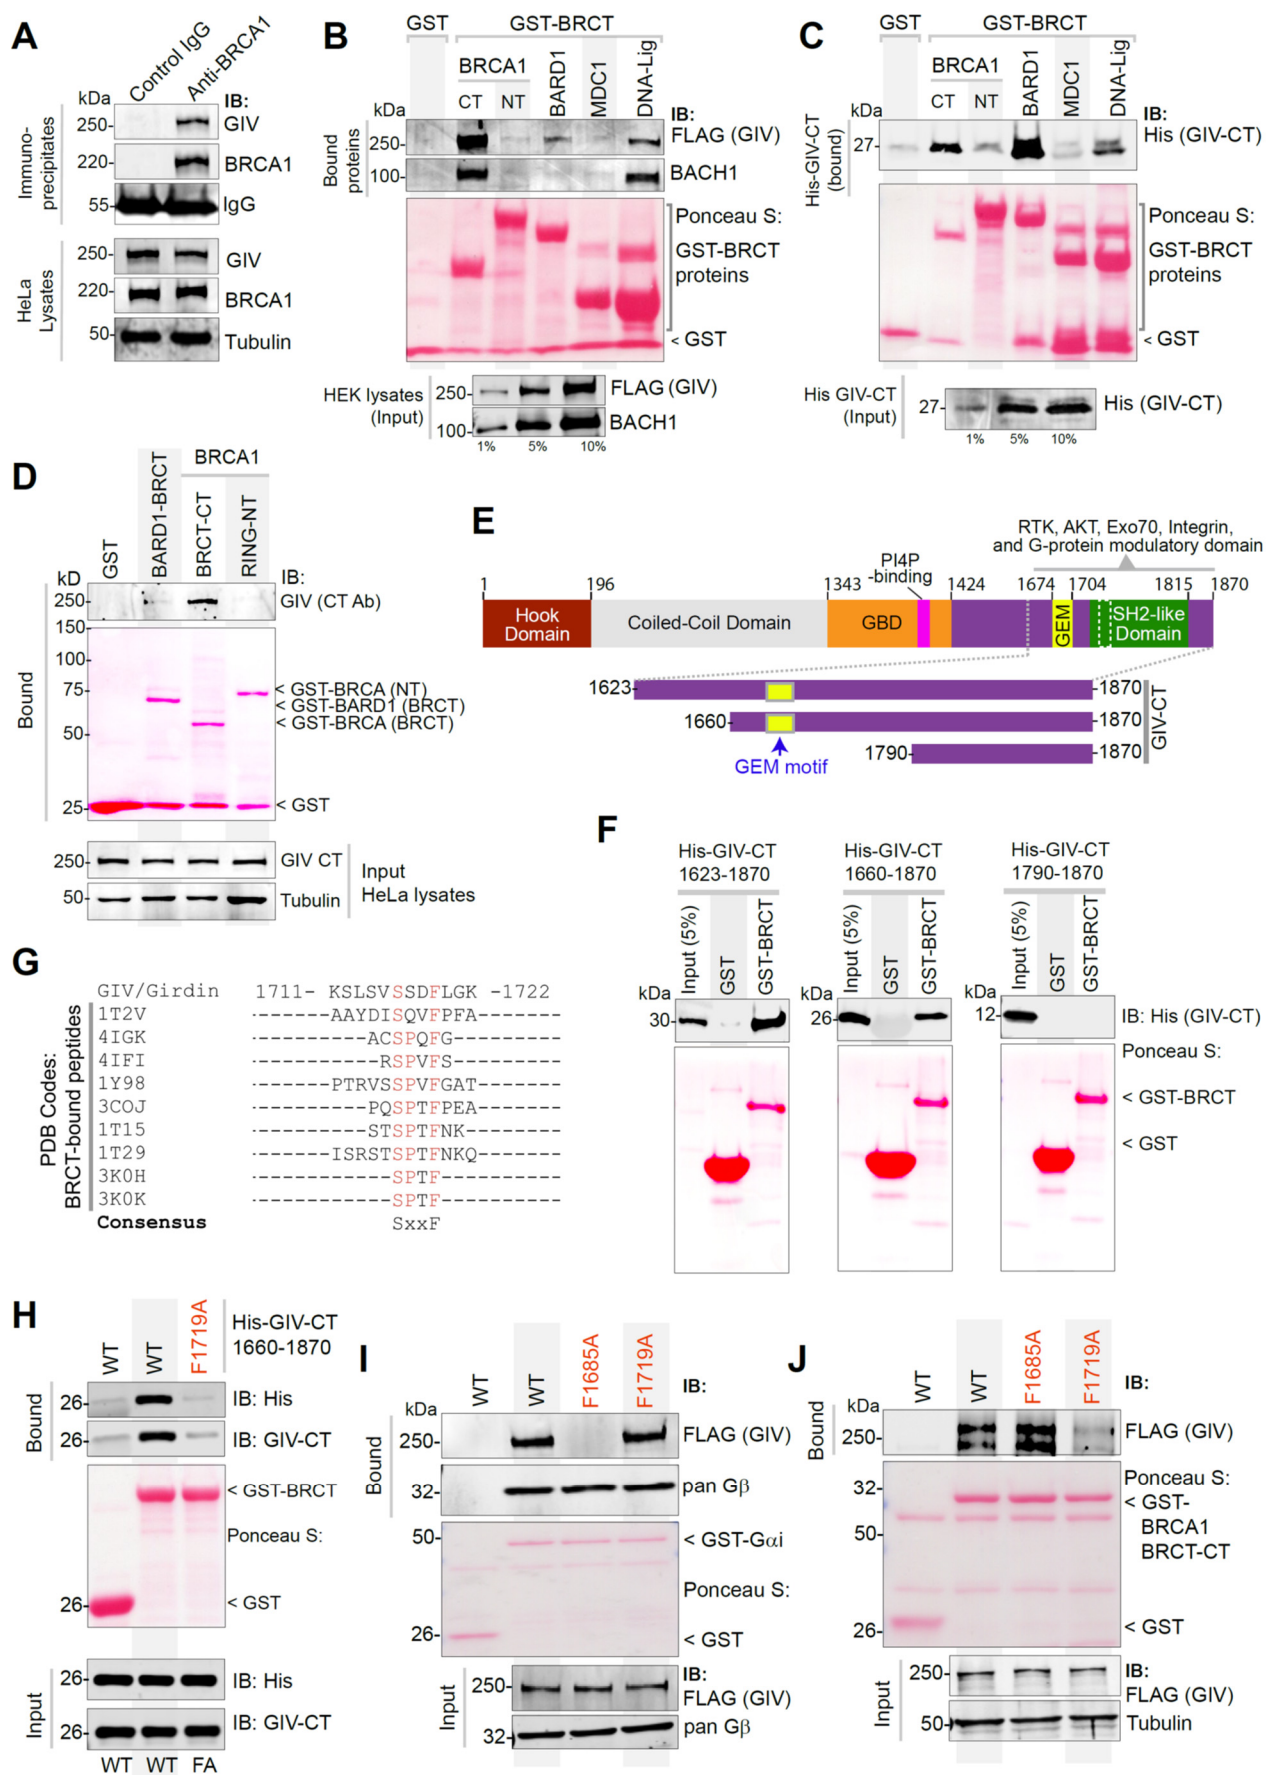 A
Control IgG
Anti-BRCA1
kDa
IB:
Immuno-
precipitates
250-
GIV
220-
BRCA1
55-
IgG
HeLa
Lysates
250-
GIV
220-
BRCA1
50-
Tubulin
B
GST
GST-BRCT
BRCA1
CT
NT
BARD1
MDC1
DNA-Lig
kDa
IB:
Bound
proteins
250-
FLAG (GIV)
100-
BACH1
Ponceau S:
GST-BRCT
proteins
< GST
HEK lysates
(Input)
250-
FLAG (GIV)
100-
BACH1
1%
5%
10%
C
GST
GST-BRCT
BRCA1
CT
NT
BARD1
MDC1
DNA-Lig
kDa
IB:
His-GIV-CT
(bound)
27-
His (GIV-CT)
Ponceau S:
GST-BRCT
proteins
< GST
His GIV-CT
(Input)
27-
His (GIV-CT)
1%
5%
10%
D
BRCA1
GST
BARD1-BRCT
BRCT-CT
RING-NT
kD
IB:
Bound
250-
GIV (CT Ab)
150-
100-
75-
50-
25-
< GST-BRCA (NT)
< GST-BARD1 (BRCT)
< GST-BRCA (BRCT)
< GST
250-
GIV CT
50-
Tubulin
Input
HeLa lysates
E
RTK, AKT, Exo70, Integrin,
and G-protein modulatory domain
PI4P
-binding
1
196
1343
1424
1674
1704
1815
1870
Hook
Domain
Coiled-Coil Domain
GBD
GEM
SH2-like
Domain
1623-
-1870
1660-
-1870
1790-
-1870
GIV-CT
GEM motif
F
His-GIV-CT
1623-1870
His-GIV-CT
1660-1870
His-GIV-CT
1790-1870
Input (5%)
GST
GST-BRCT
Input (5%)
GST
GST-BRCT
Input (5%)
GST
GST-BRCT
kDa
30-
kDa
26-
kDa
12-
IB: His (GIV-CT)
Ponceau S:
< GST-BRCT
< GST
G
PDB Codes:
BRCT-bound peptides
GIV/Girdin 1711- KSLSVSSDFLGK -1722
1T2V -------AAYDISQVFPFA-------
4IGK ----------ACSPQFG---------
4IFI -----------RSPVFS---------
1Y98 -------PTRVSSPVFGAT-------
3COJ ----------PQSPTFPEA-------
1T15 ----------STSPTFNK--------
1T29 -------ISRSTSPTFNKQ-------
3K0H ------------SPTF----------
3K0K ------------SPTF----------
Consensus SxxF
H
WT
WT
F1719A
His-GIV-CT
1660-1870
Bound
26-
IB: His
26-
IB: GIV-CT
< GST-BRCT
Ponceau S:
26-
< GST
Input
26-
IB: His
26-
IB: GIV-CT
WT
WT
FA
I
WT
WT
F1685A
F1719A
IB:
kDa
Bound
250-
FLAG (GIV)
32-
pan Gβ
50-
< GST-Gαi
Ponceau S:
26-
< GST
Input
IB:
250-
FLAG (GIV)
32-
pan Gβ
J
WT
WT
F1685A
F1719A
IB:
kDa
Bound
250-
FLAG (GIV)
32-
Ponceau S:
< GST-
50-
BRCA1
BRCT-CT
26-
< GST
Input
250-
IB:
FLAG (GIV)
50-
Tubulin